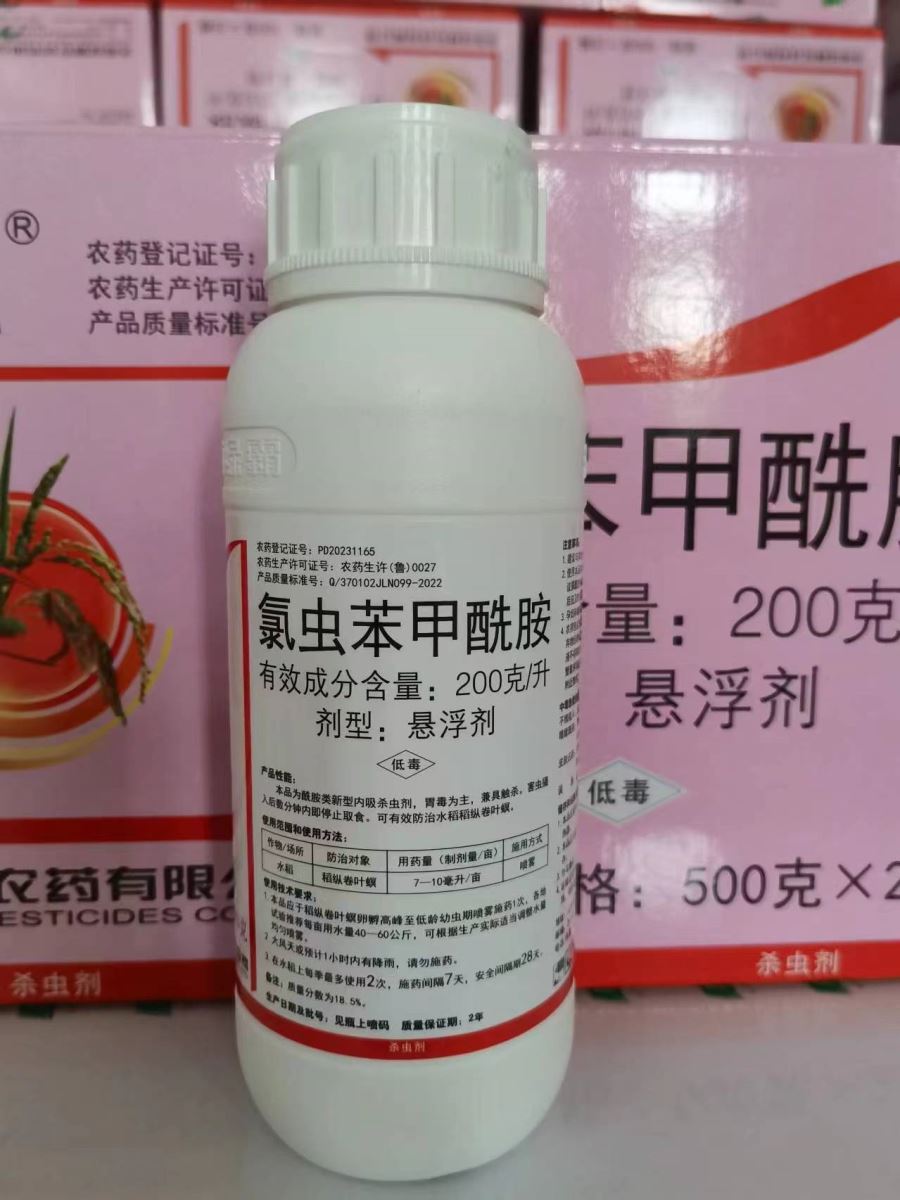 ®
农药登记证号：
农药生产许可证
产品质量标准号
农药登记证号：PD20231165
农药生产许可证号：农药生许(鲁)0027
产品质量标准号：Q/370102JLN099-2022
氯虫苯甲酰胺
有效成分含量：200克/升
剂型：悬浮剂
低毒
产品性能：
本品为酰胺类新型内吸杀虫剂，胃毒为主，兼具触杀。害虫摄
入后数分钟内即停止取食。可有效防治水稻稻纵卷叶螟。
使用范围和使用方法：
作物/场所 防治对象 用药量（制剂量/亩） 施用方式
水稻 稻纵卷叶螟 7—10毫升/亩 喷雾
使用技术要求：
1.本品应于稻纵卷叶螟卵孵高峰至低龄幼虫期喷雾施药1次，各地
试验推荐每亩用水量40—60公斤，可根据生产实际适当调整水量
均匀喷雾。
2.大风天或预计1小时内有降雨，请勿施药。
3.在水稻上每季最多使用2次，施药间隔7天，安全间隔期28天。
备注：质量分数为18.5%。
生产日期及批号：见瓶上喷码 质量保证期：2年
杀虫剂
注意事项
甲酰
量：200克
悬浮剂
低毒
格：500克×2
杀虫剂
农药有限
ESTICIDES CO
杀虫剂